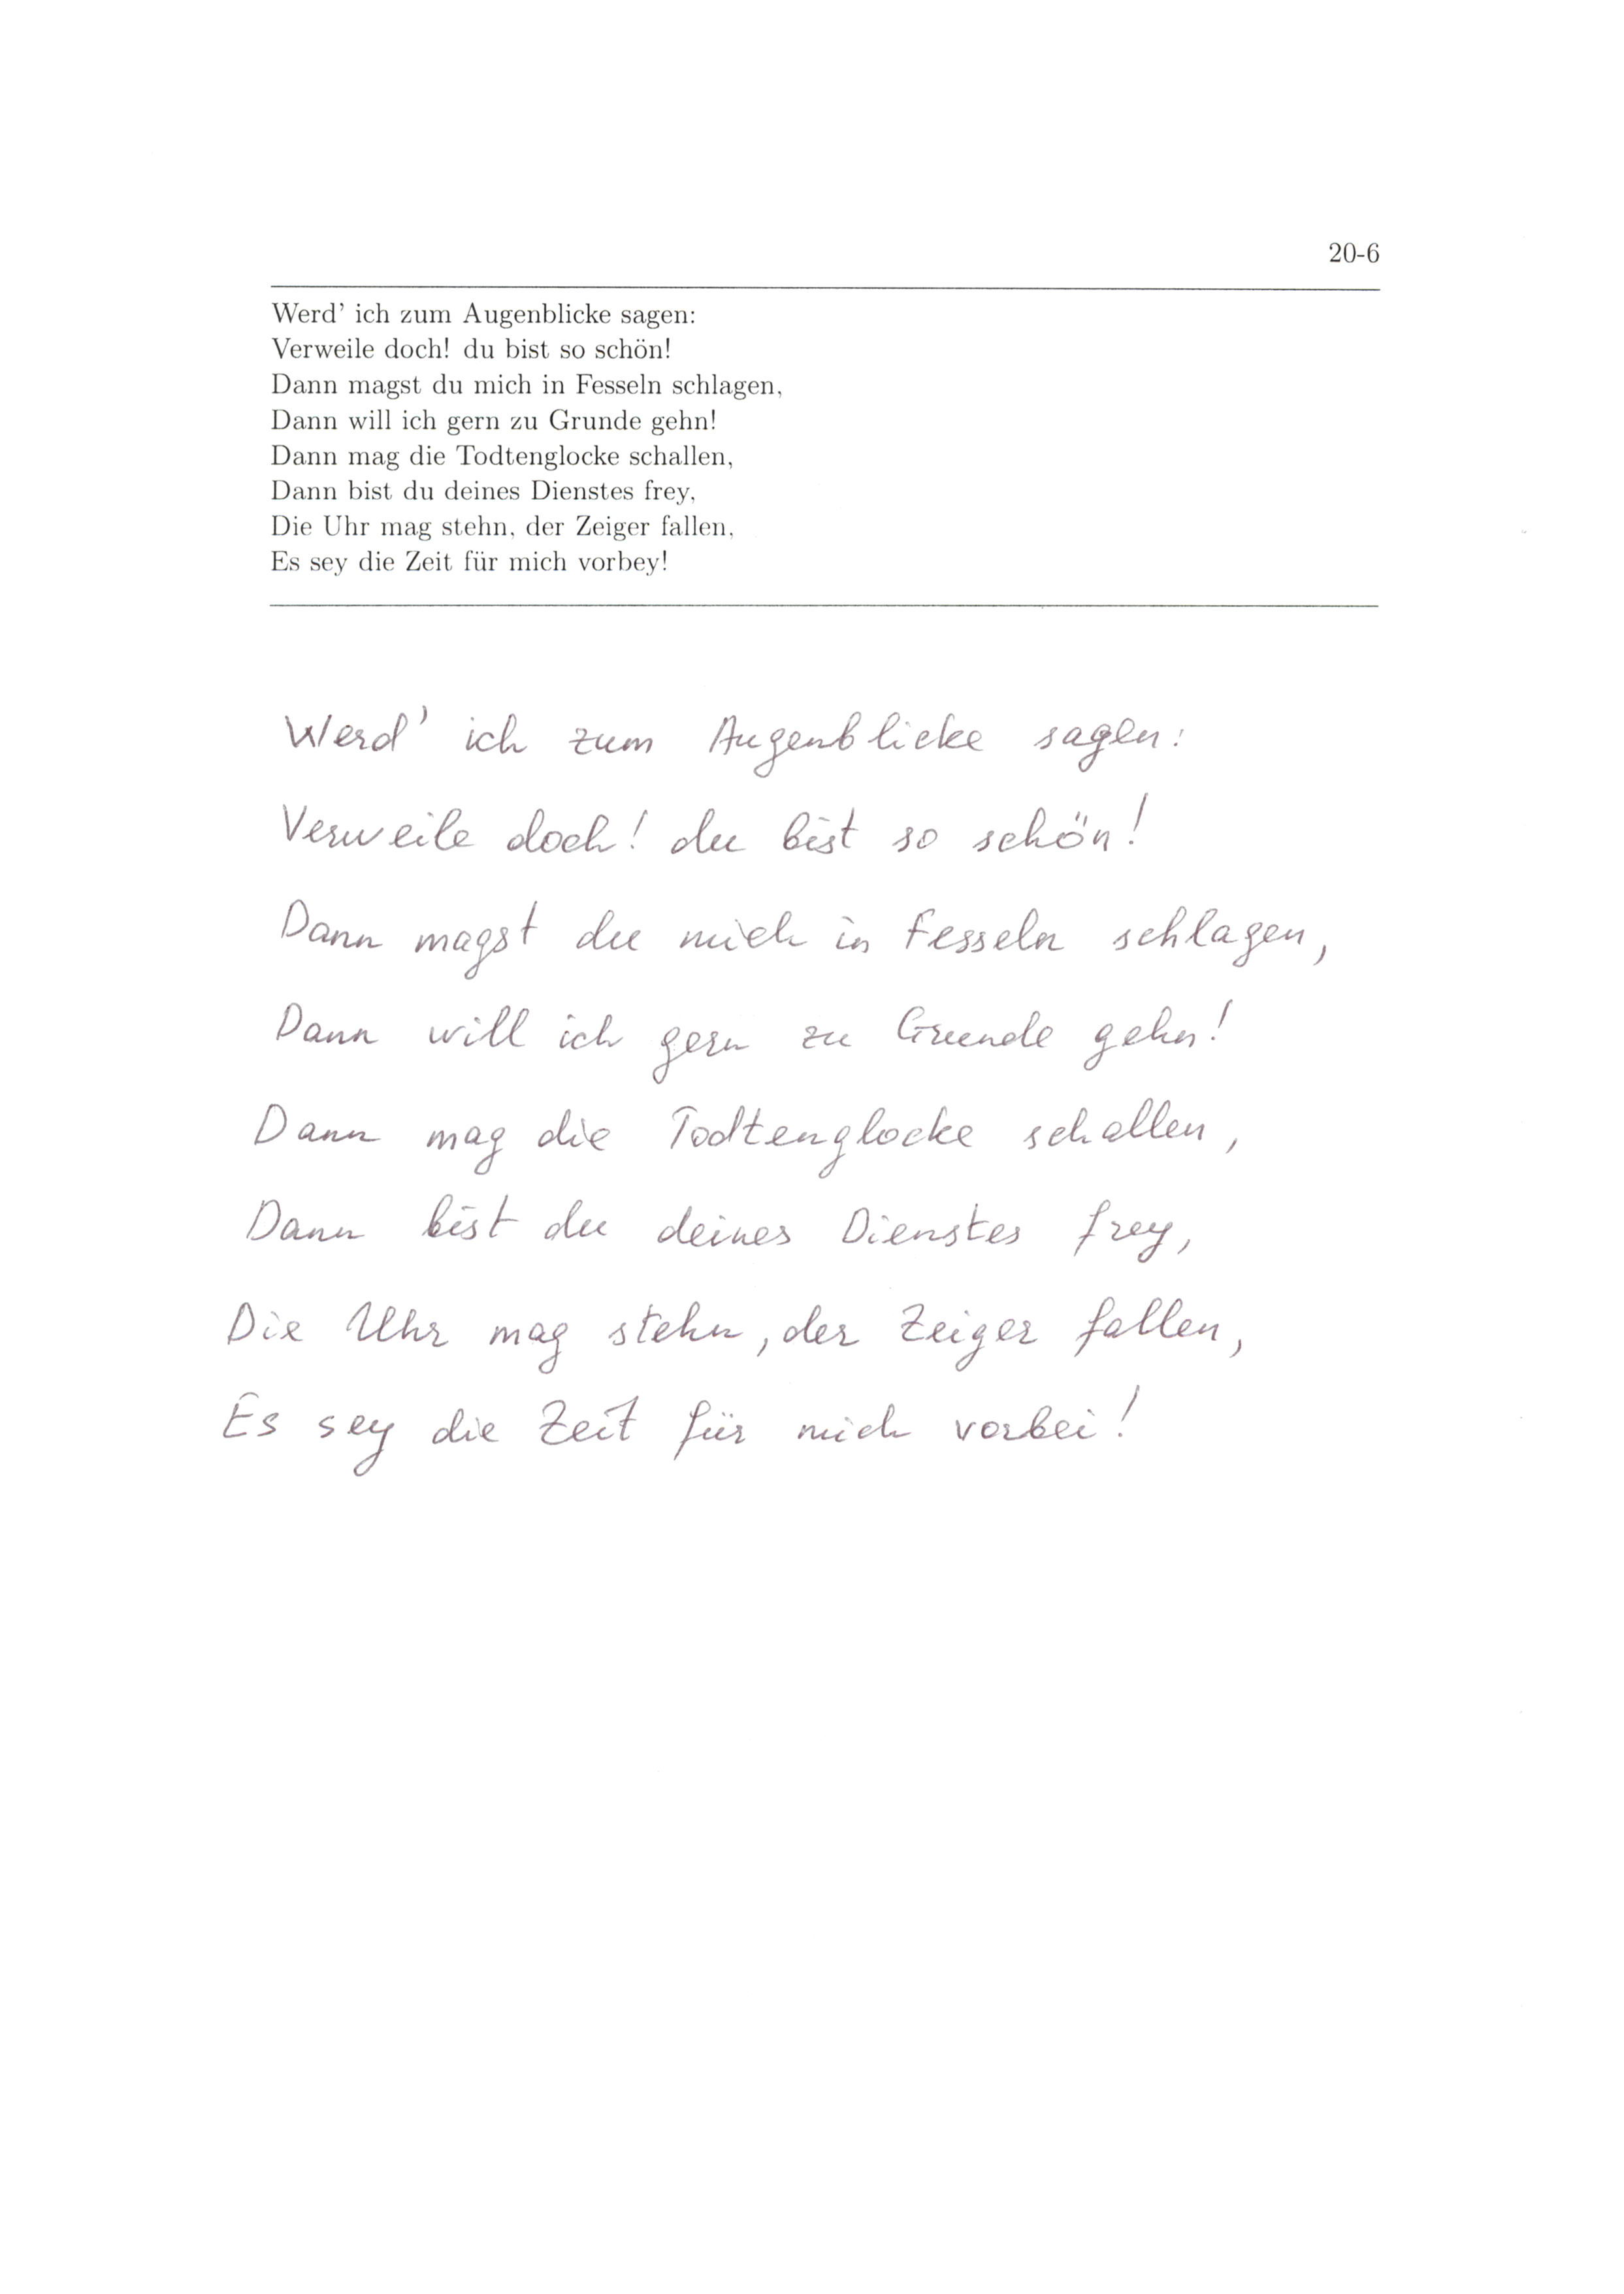 20-6
Werd' ich zum Augenblicke sagen:
Verweile doch! du bist so schön!
Dann magst du mich in Fesseln schlagen,
Dann will ich gern zu Grunde gehn!
Dann mag die Todtenglocke schallen,
Dann bist du deines Dienstes frey,
Die Uhr mag stehn, der Zeiger fallen,
Es sey die Zeit für mich vorbey!
Werd' ich zum Augenblicke sagen:
Verweile doch! du bist so schön!
Dann magst du mich in Fesseln schlagen,
Dann will ich gern zu Grunde gehn!
Dann mag die Todtenglocke schallen,
Dann bist du deines Dienstes frey,
Die Uhr mag stehn, der Zeiger fallen,
Es sey die Zeit für mich vorbei!